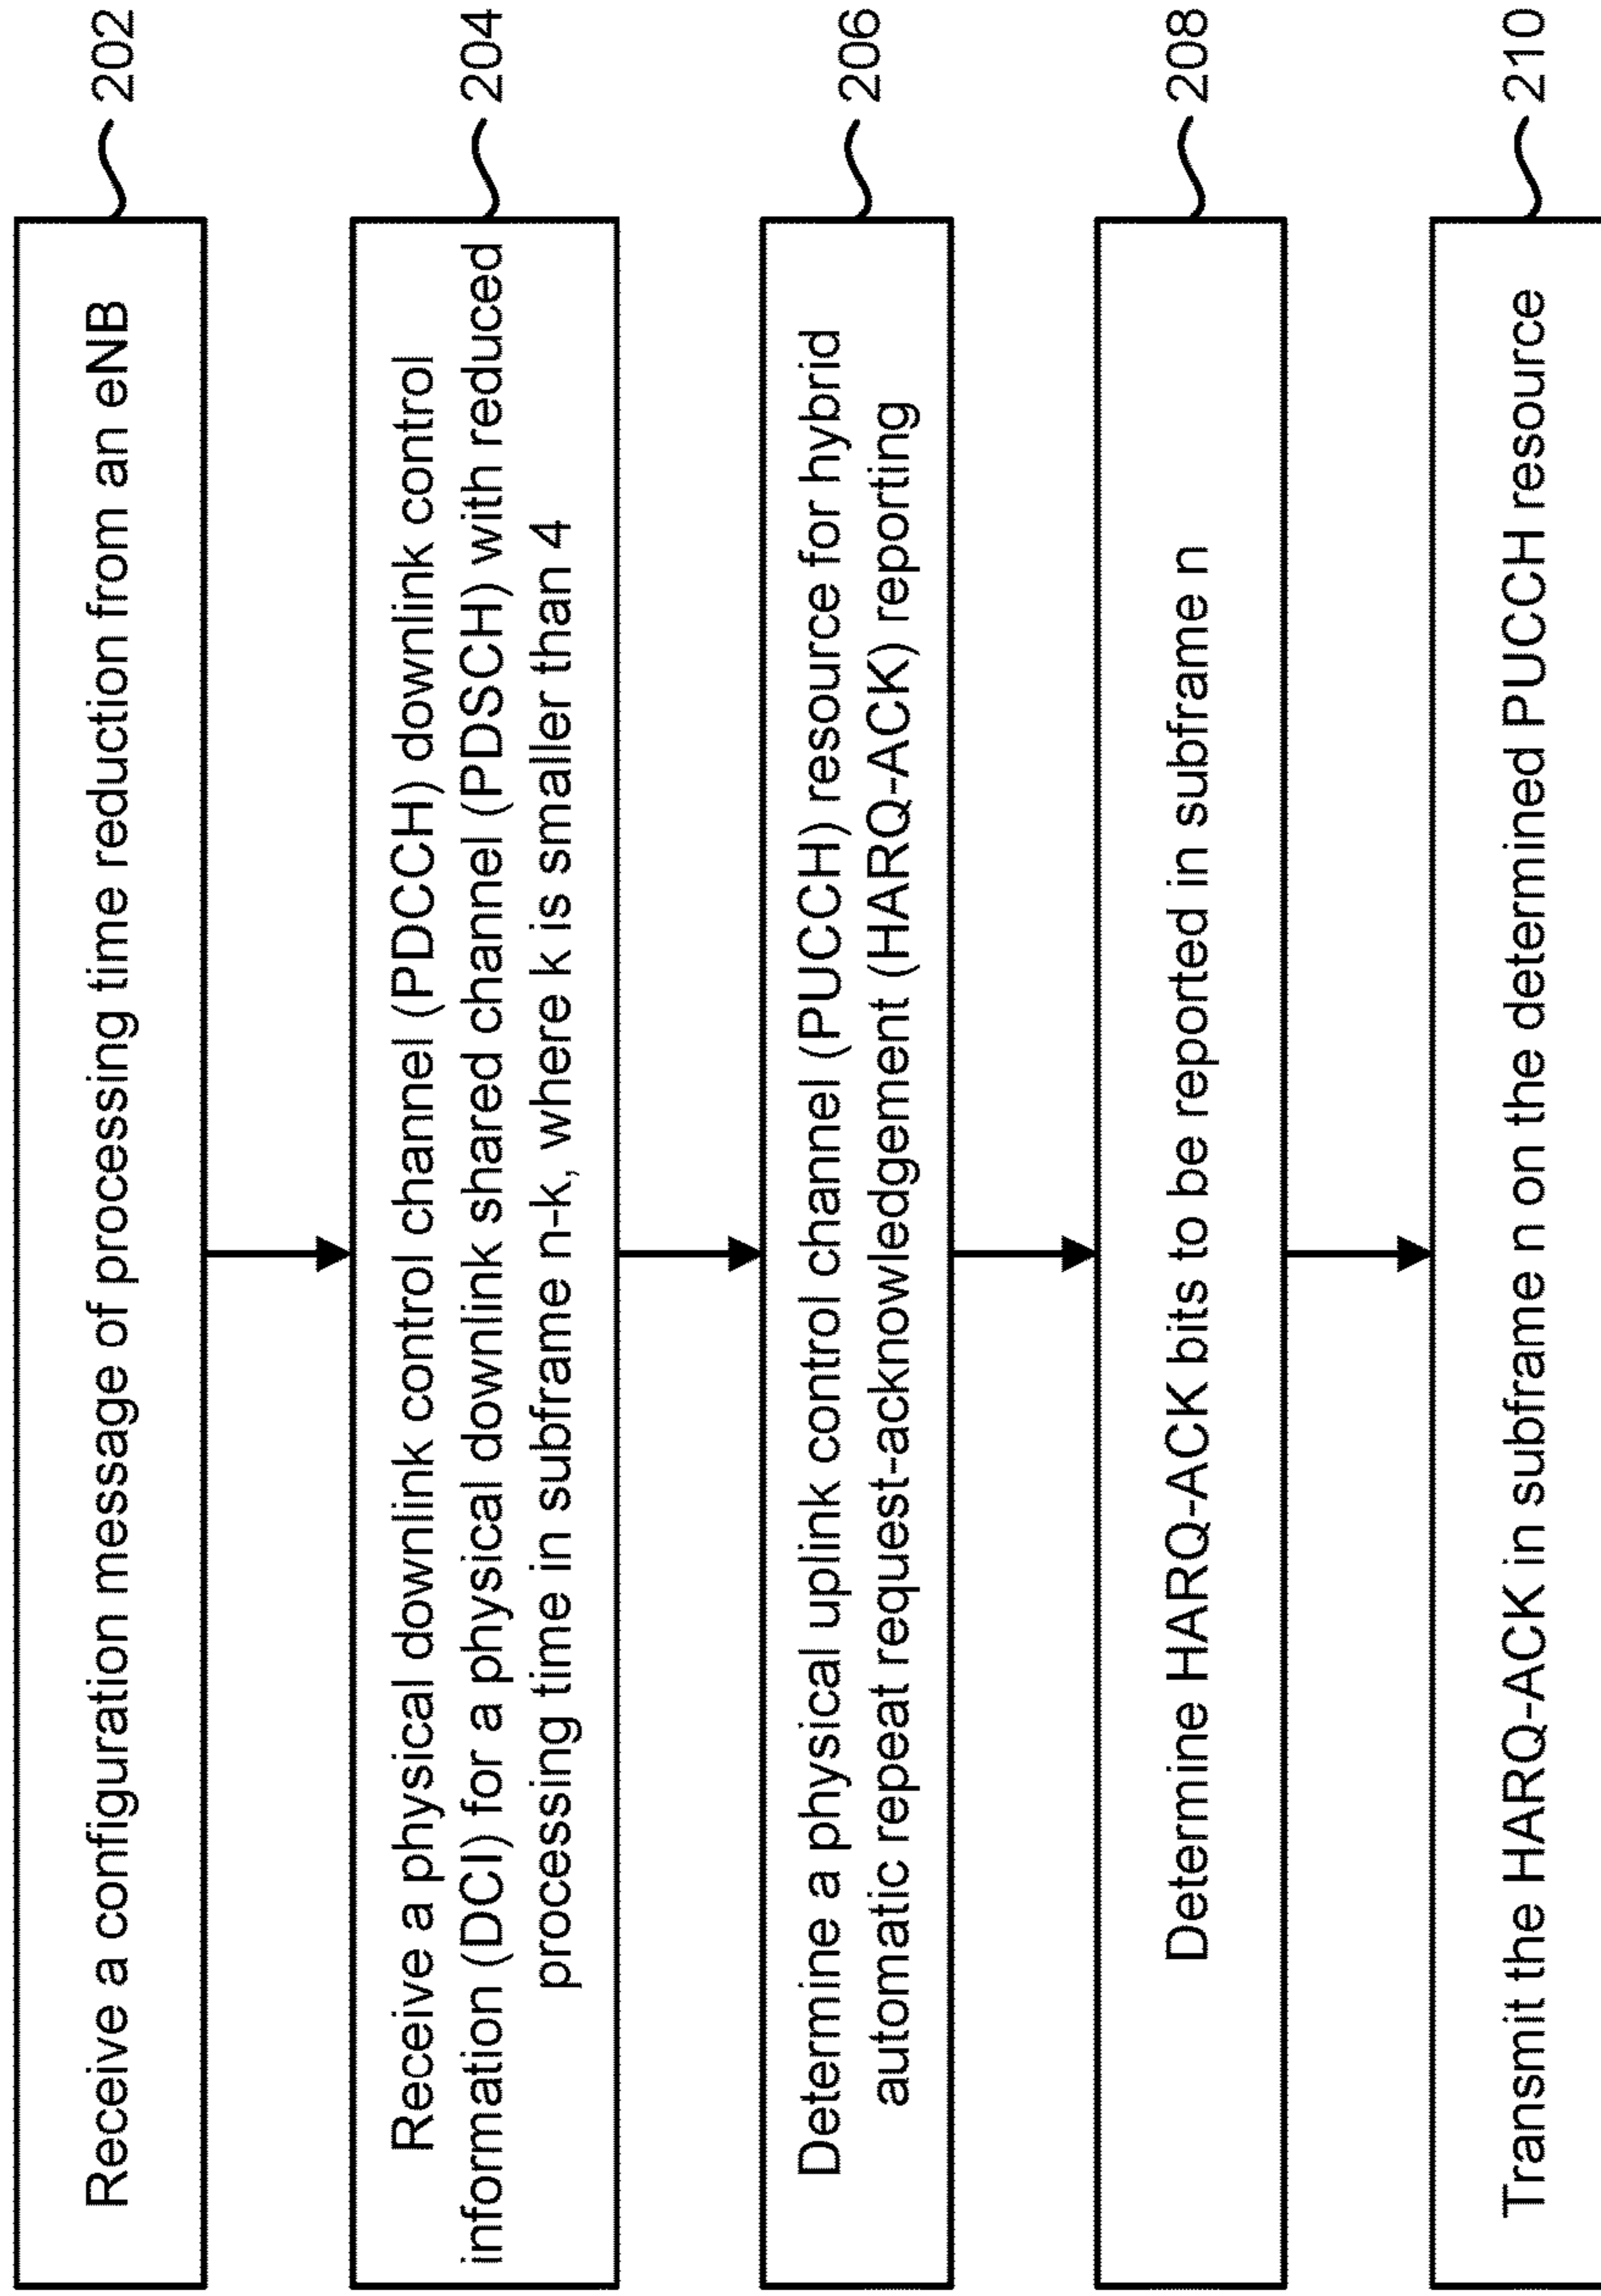 Receive a configuration message of processing time reduction from an eNB
202
Receive a physical downlink control channel (PDCCH) downlink control
information (DCI) for a physical downlink shared channel (PDSCH) with reduced
processing time in subframe n-k, where k is smaller than 4
204
Determine a physical uplink control channel (PUCCH) resource for hybrid
automatic repeat request-acknowledgement (HARQ-ACK) reporting
206
Determine HARQ-ACK bits to be reported in subframe n
208
Transmit the HARQ-ACK in subframe n on the determined PUCCH resource
210